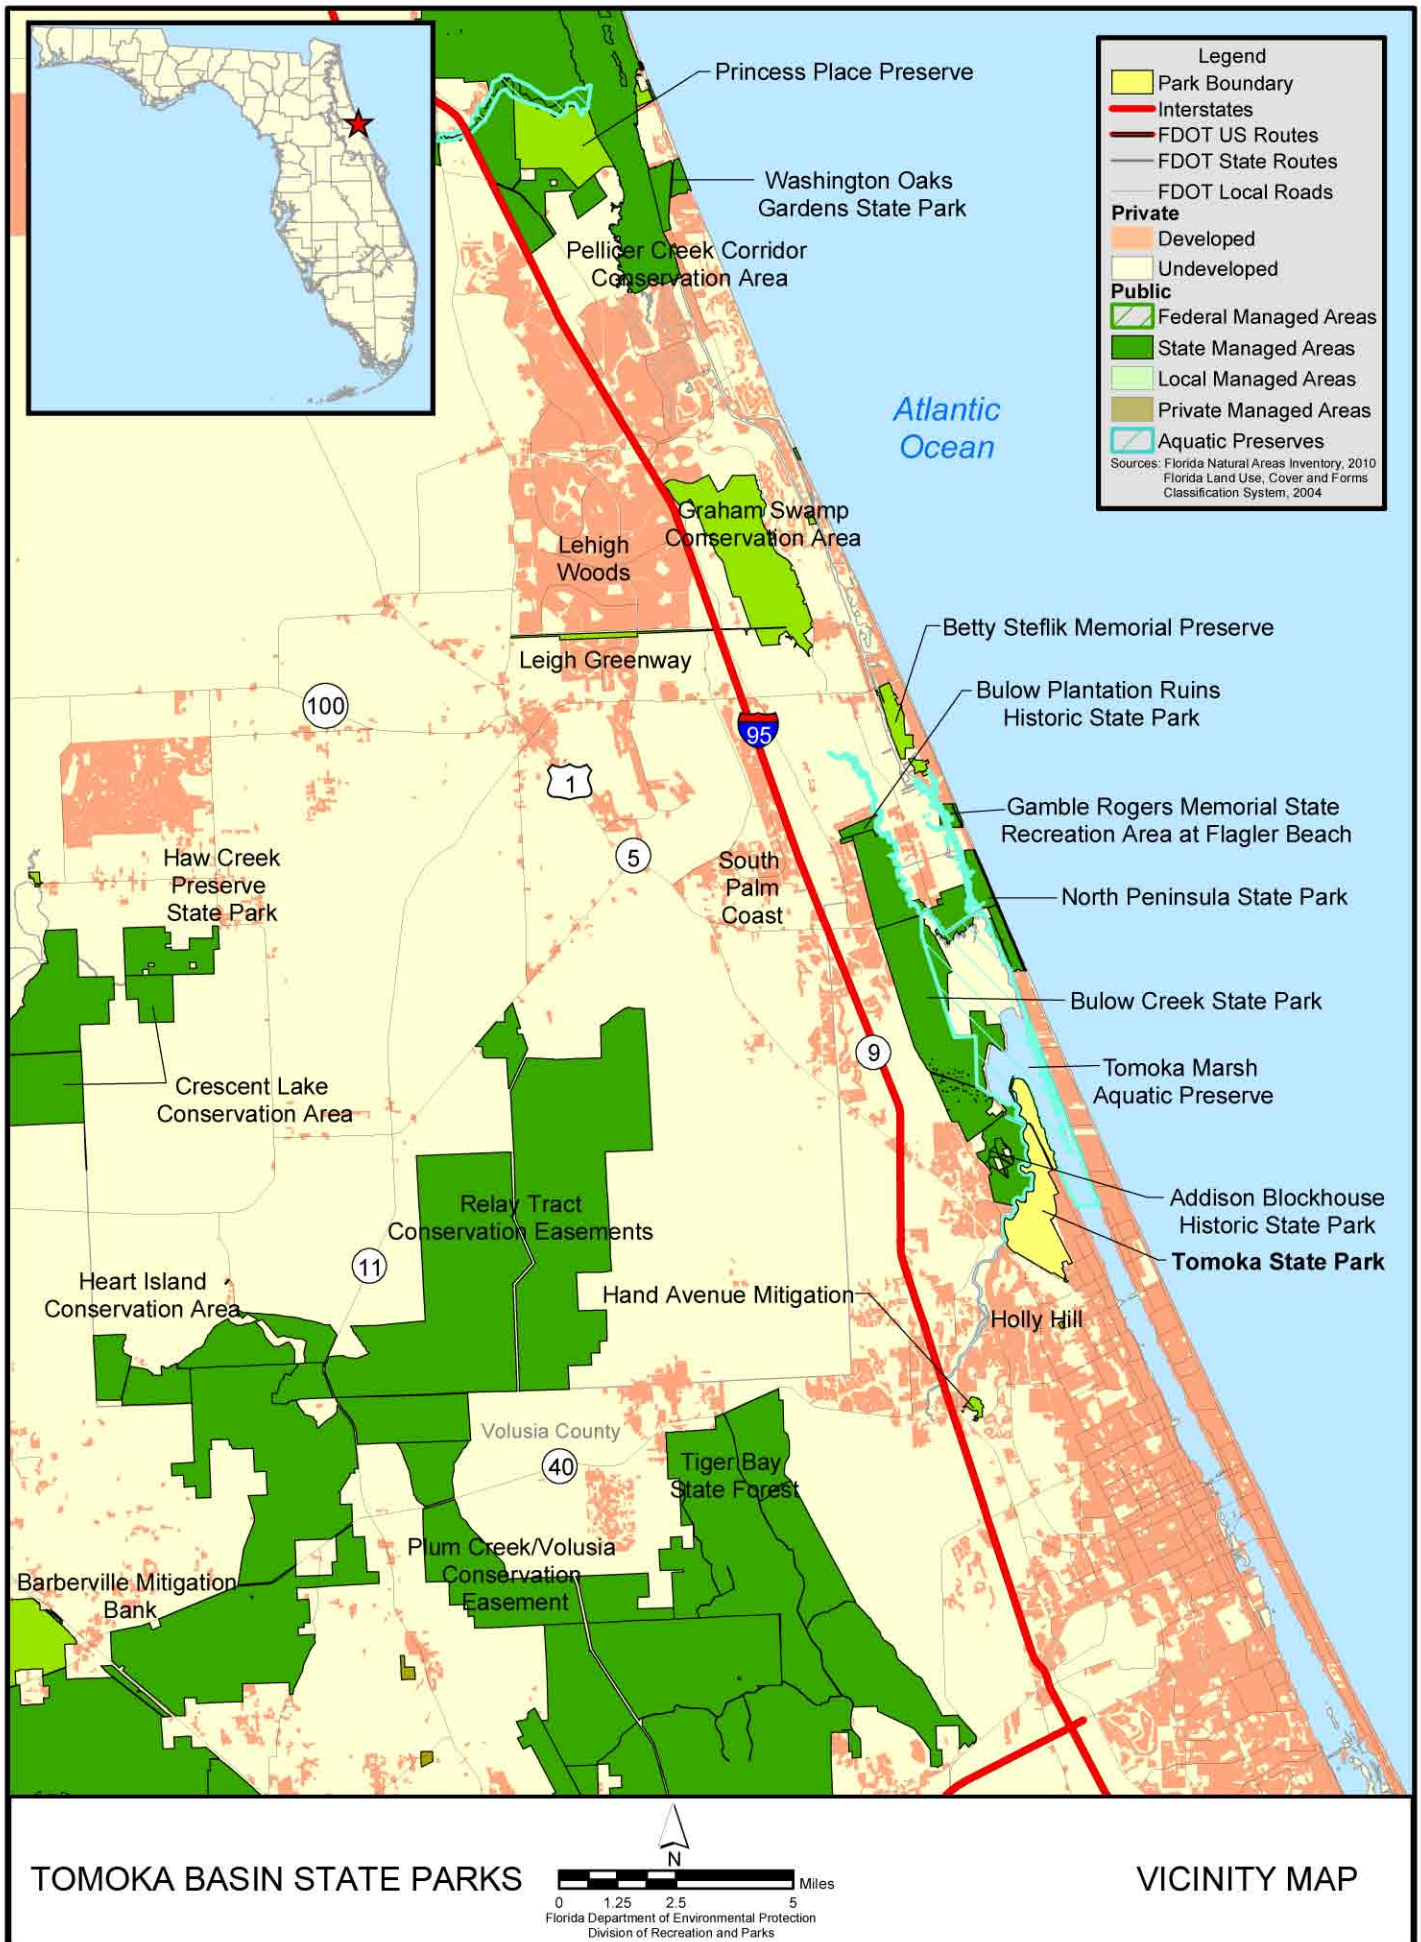 Princess Place Preserve
Washington Oaks
Gardens State Park
Pellicer Creek Corridor
Conservation Area
Legend
Park Boundary
Interstates
FDOT US Routes
FDOT State Routes
FDOT Local Roads
Private
Developed
Undeveloped
Public
Federal Managed Areas
State Managed Areas
Local Managed Areas
Private Managed Areas
Aquatic Preserves
Sources: Florida Natural Areas Inventory, 2010
Florida Land Use, Cover and Forms
Classification System, 2004
Atlantic
Ocean
Graham Swamp
Conservation Area
Lehigh
Woods
Betty Steflik Memorial Preserve
Leigh Greenway
Bulow Plantation Ruins
Historic State Park
100
95
1
Gamble Rogers Memorial State
Recreation Area at Flagler Beach
5
Haw Creek
Preserve
State Park
South
Palm
Coast
North Peninsula State Park
Bulow Creek State Park
9
Tomoka Marsh
Aquatic Preserve
Crescent Lake
Conservation Area
Relay Tract
Conservation Easements
Addison Blockhouse
Historic State Park
Tomoka State Park
11
Heart Island
Conservation Area
Hand Avenue Mitigation
Holly Hill
Volusia County
40
Tiger Bay
State Forest
Plum Creek/Volusia
Conservation
Easement
Barberville Mitigation
Bank
TOMOKA BASIN STATE PARKS
N
0 1.25 2.5 5 Miles
Florida Department of Environmental Protection
Division of Recreation and Parks
VICINITY MAP